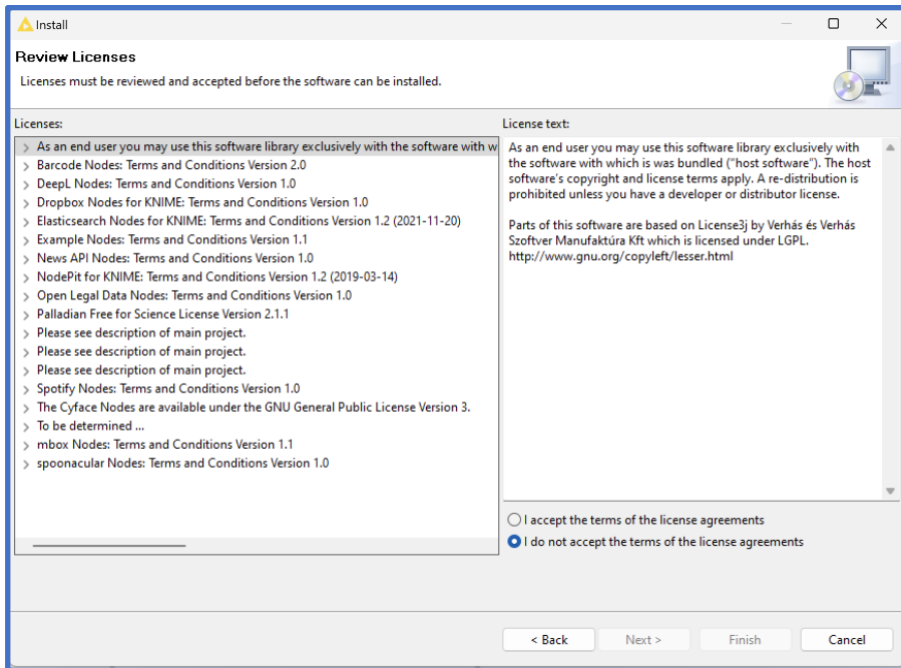 Install
Review Licenses
Licenses must be reviewed and accepted before the software can be installed.
Licenses:
As an end user you may use this software library exclusively with the software with w
Barcode Nodes: Terms and Conditions Version 2.0
DeepL Nodes: Terms and Conditions Version 1.0
Dropbox Nodes for KNIME: Terms and Conditions Version 1.0
Elasticsearch Nodes for KNIME: Terms and Conditions Version 1.2 (2021-11-20)
Example Nodes: Terms and Conditions Version 1.1
News API Nodes: Terms and Conditions Version 1.0
NodePit for KNIME: Terms and Conditions Version 1.2 (2019-03-14)
Open Legal Data Nodes: Terms and Conditions Version 1.0
Palladian Free for Science License Version 2.1.1
Please see description of main project.
Please see description of main project.
Please see description of main project.
Spotify Nodes: Terms and Conditions Version 1.0
The Cyface Nodes are available under the GNU General Public License Version 3.
To be determined ...
mbox Nodes: Terms and Conditions Version 1.1
spoonacular Nodes: Terms and Conditions Version 1.0
License text:
As an end user you may use this software library exclusively with
the software with which is was bundled ("host software"). The host
software's copyright and license terms apply. A re-distribution is
prohibited unless you have a developer or distributor license.
Parts of this software are based on License3j by Verhás és Verhás
Szoftver Manufaktúra Kft which is licensed under LGPL.
http://www.gnu.org/copyleft/lesser.html
I accept the terms of the license agreements
I do not accept the terms of the license agreements
< Back
Next >
Finish
Cancel